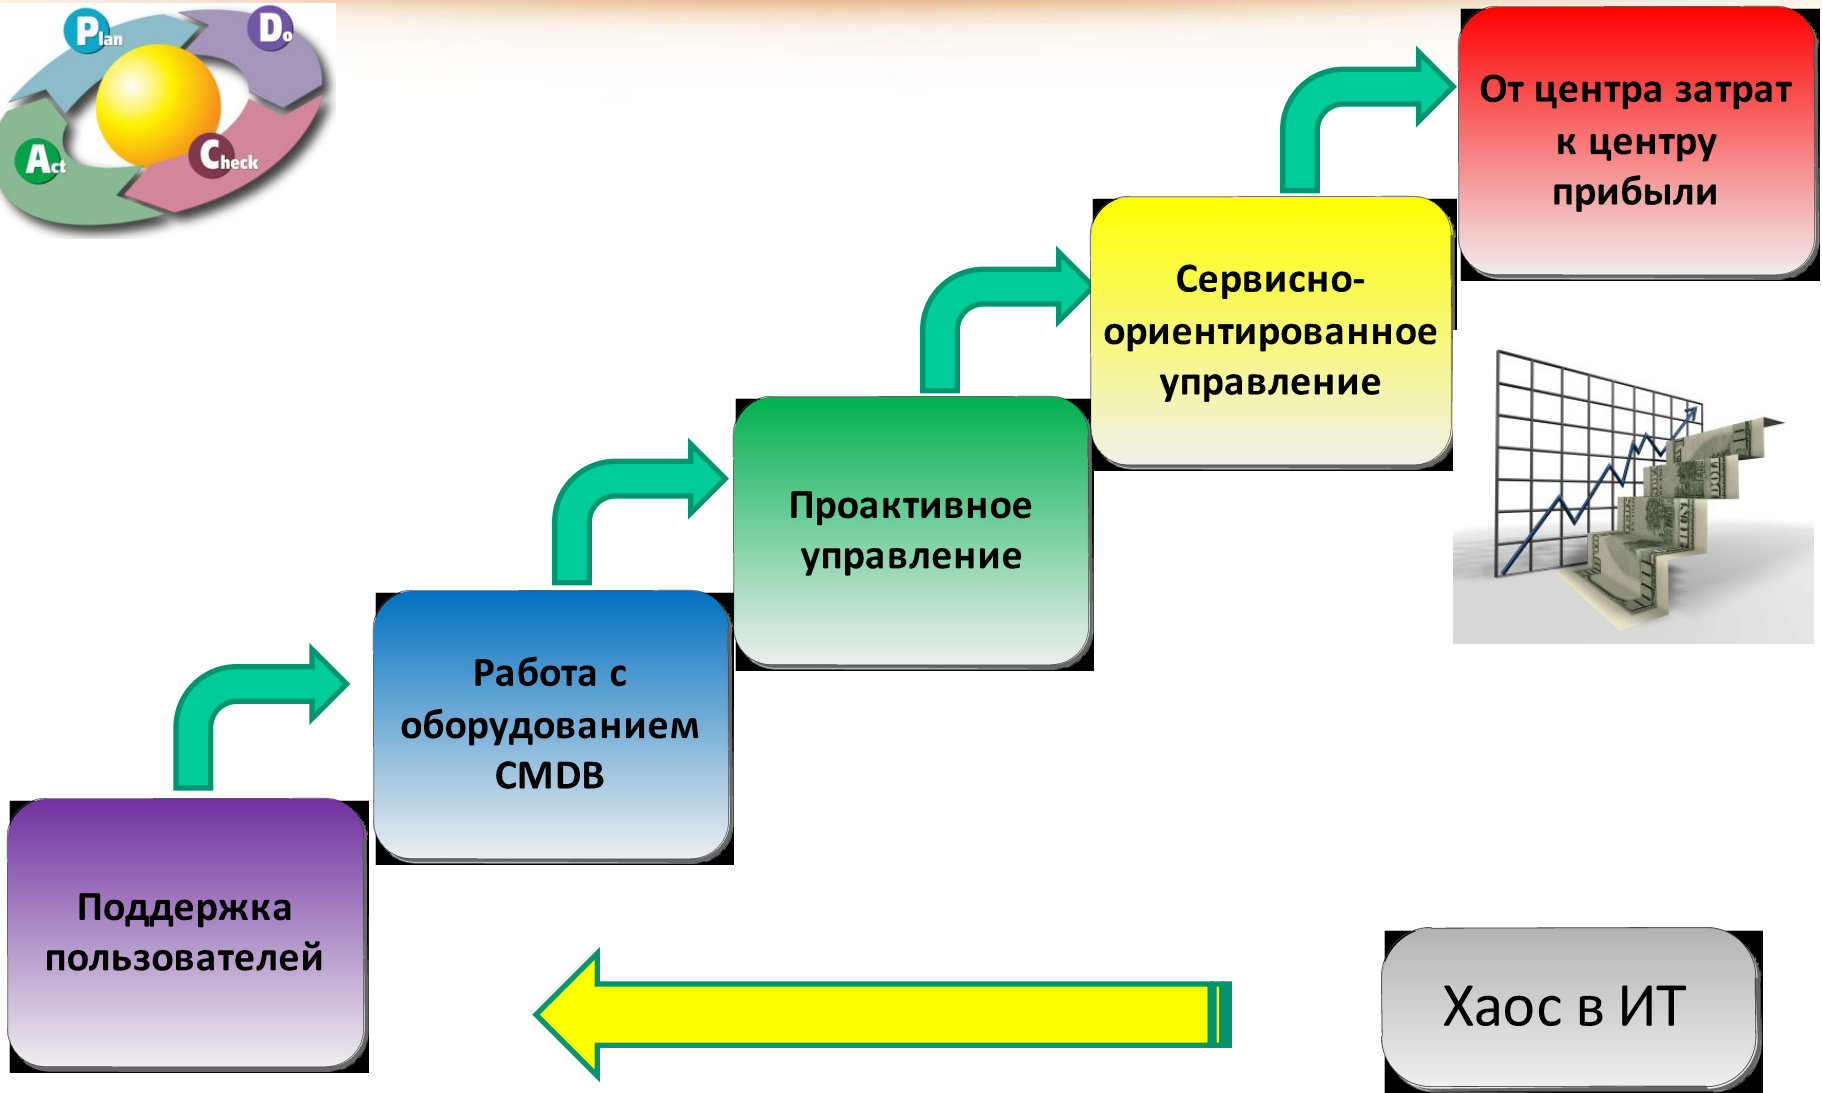 Plan
Do
Act
Check
От центра затрат
к центру
прибыли
Сервисно-
ориентированное
управление
Проактивное
управление
Работа с
оборудованием
CMDB
Поддержка
пользователей
Хаос в ИТ